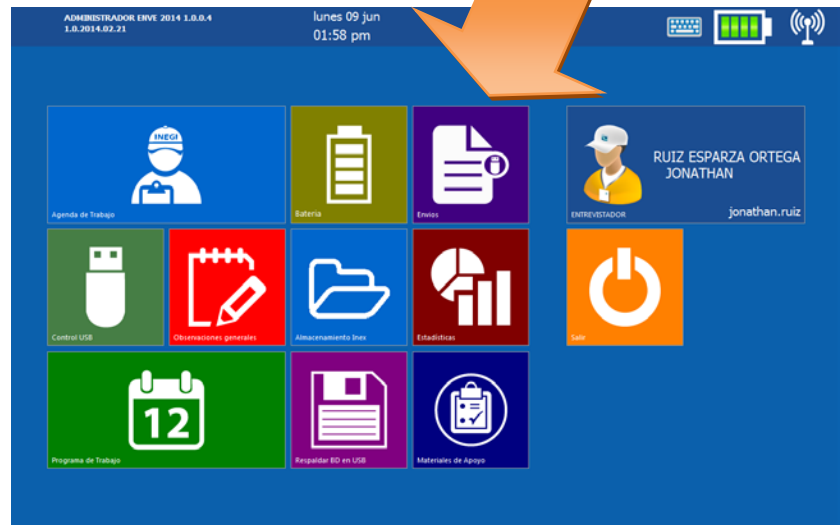 ADMINISTRADOR ENVE 2014 1.0.0.4
1.0.2014.02.21
lunes 09 jun
01:58 pm
INEGI
Agenda de Trabajo
Bateria
Envios
RUIZ ESPARZA ORTEGA
JONATHAN
ENTREVISTADOR
jonathan.ruiz
Control USB
Observaciones generales
Almacenamiento Inex
Estadísticas
Salir
12
Programa de Trabajo
Respaldar BD en USB
Materiales de Apoyo